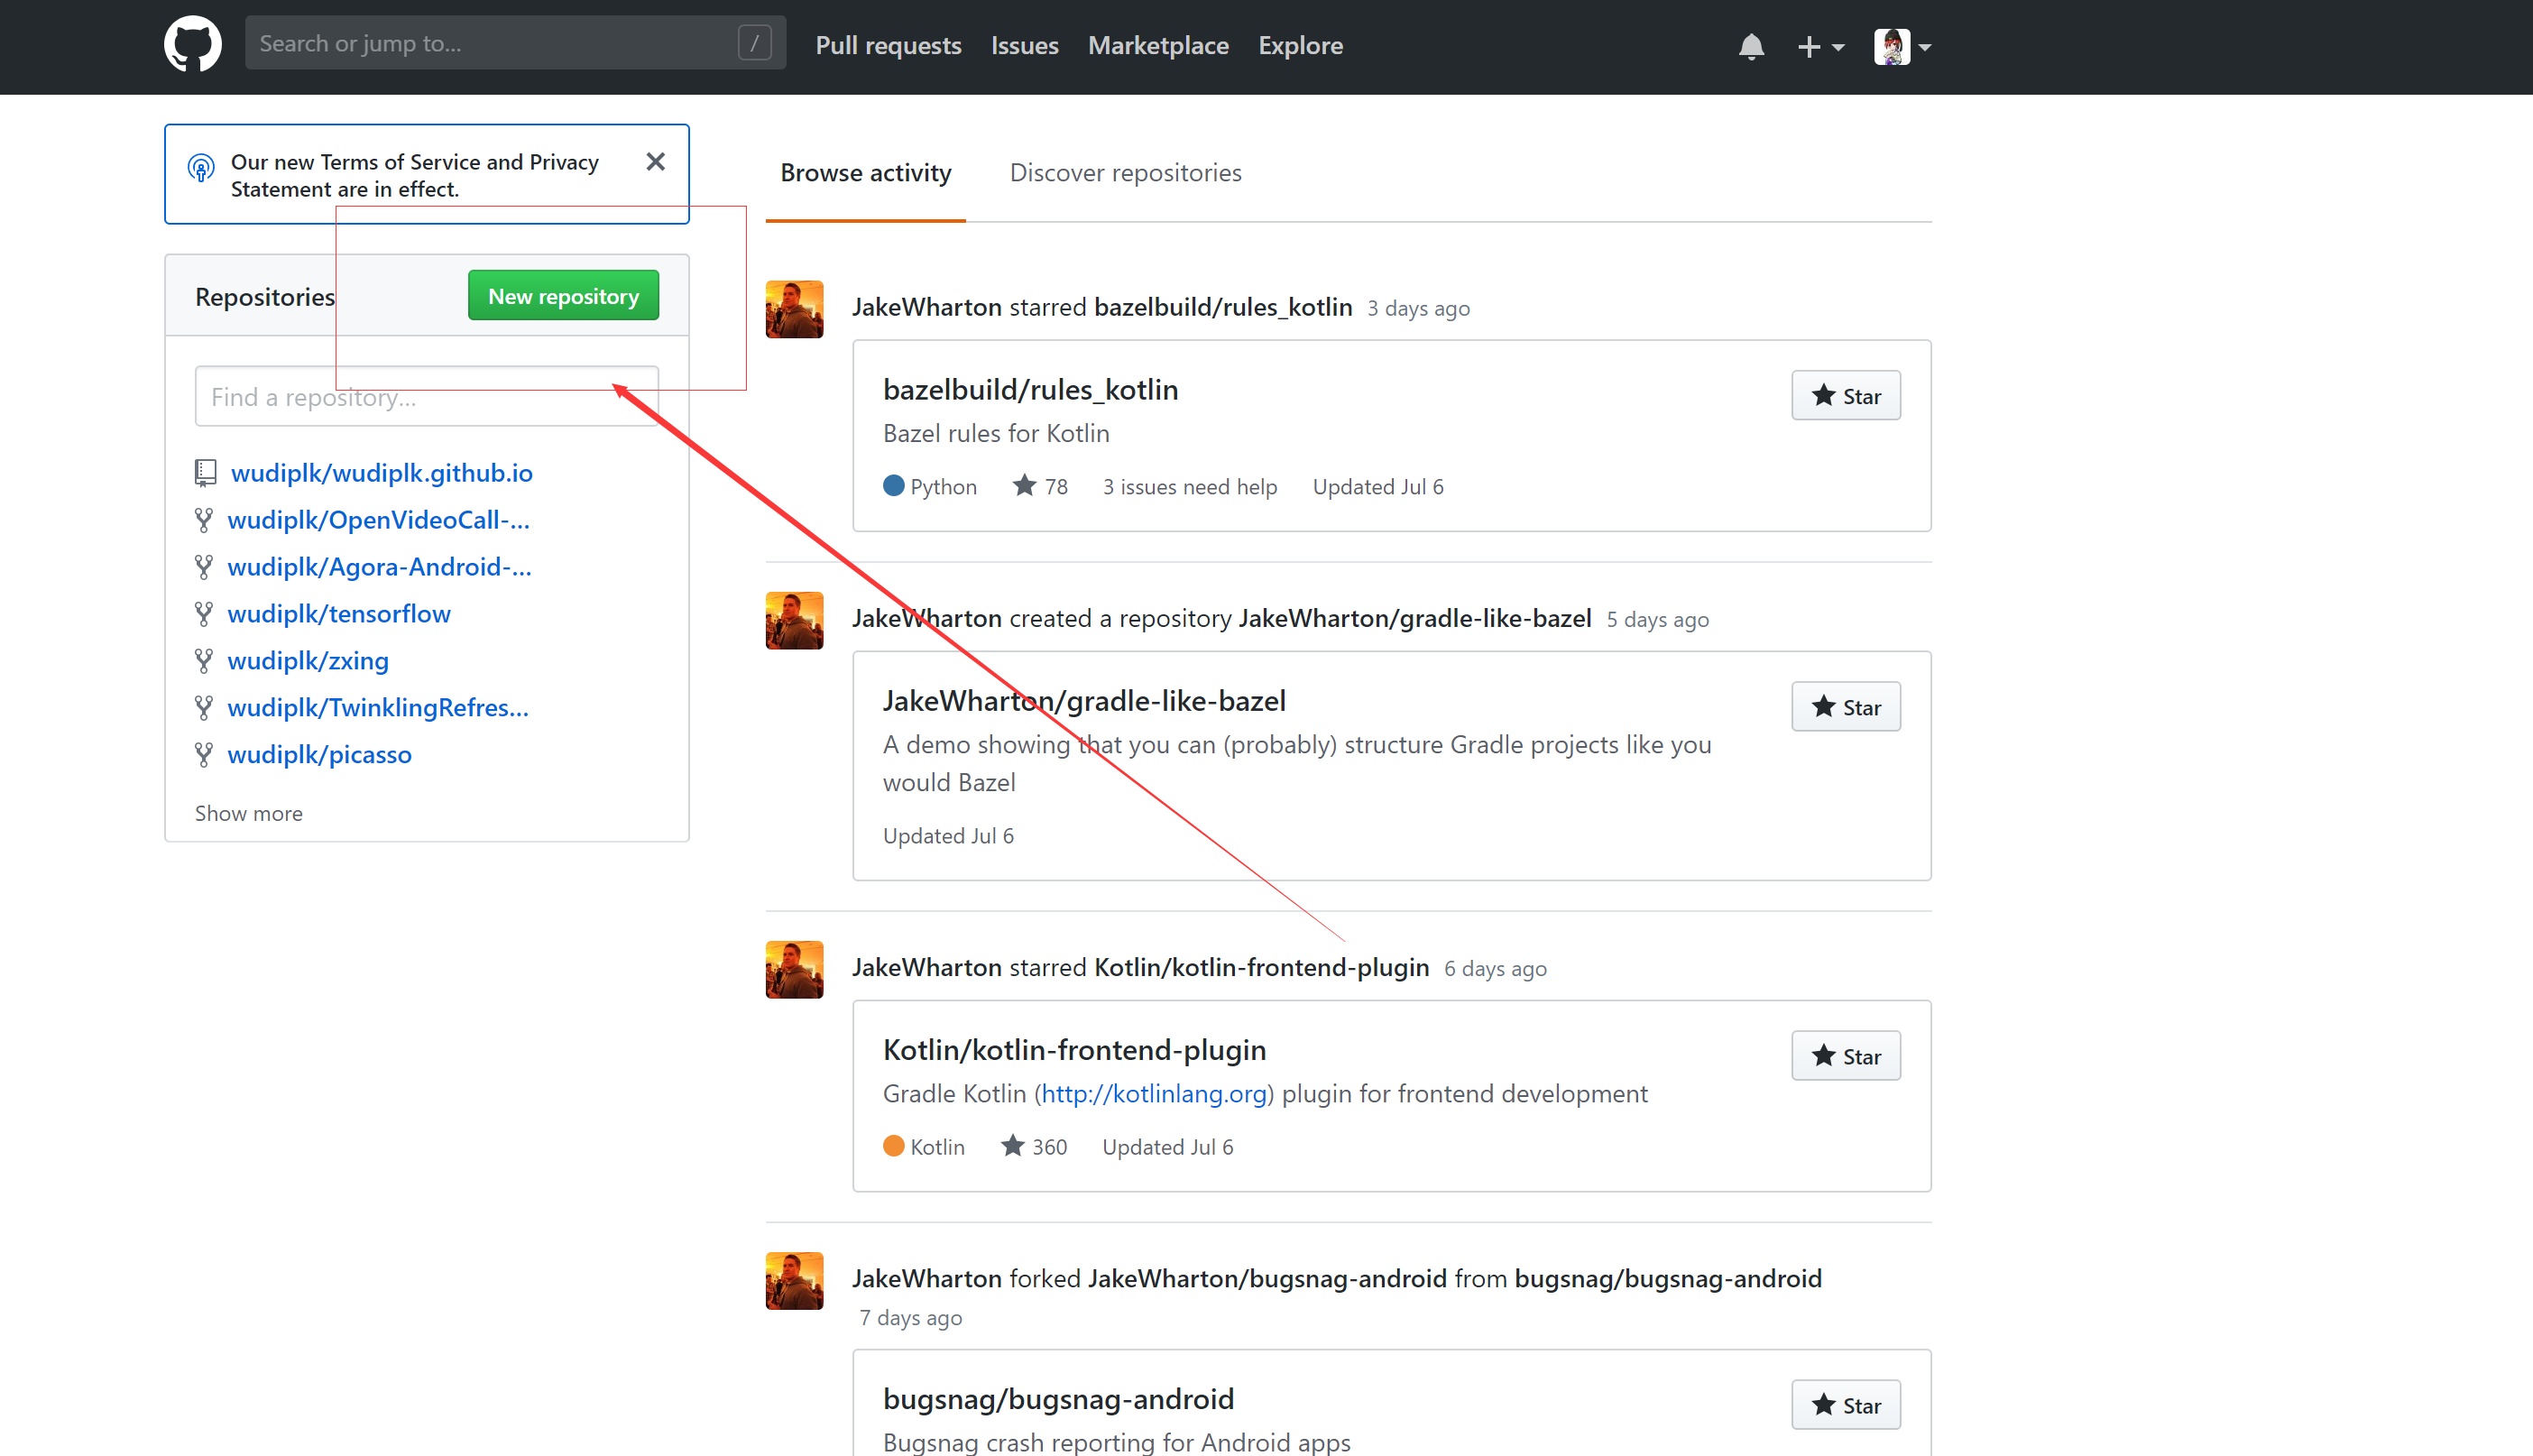 Search or jump to...
/
Pull requests
Issues
Marketplace
Explore
Our new Terms of Service and Privacy
Statement are in effect.
Repositories
New repository
Find a repository...
wudiplk/wudiplk.github.io
wudiplk/OpenVideoCall-...
wudiplk/Agora-Android-...
wudiplk/tensorflow
wudiplk/zxing
wudiplk/TwinklingRefres...
wudiplk/picasso
Show more
Browse activity
Discover repositories
JakeWharton starred bazelbuild/rules_kotlin 3 days ago
bazelbuild/rules_kotlin
Star
Bazel rules for Kotlin
Python 78 3 issues need help Updated Jul 6
JakeWharton created a repository JakeWharton/gradle-like-bazel 5 days ago
JakeWharton/gradle-like-bazel
Star
A demo showing that you can (probably) structure Gradle projects like you
would Bazel
Updated Jul 6
JakeWharton starred Kotlin/kotlin-frontend-plugin 6 days ago
Kotlin/kotlin-frontend-plugin
Star
Gradle Kotlin (http://kotlinlang.org) plugin for frontend development
Kotlin 360 Updated Jul 6
JakeWharton forked JakeWharton/bugsnag-android from bugsnag/bugsnag-android
7 days ago
bugsnag/bugsnag-android
Star
Bugsnag crash reporting for Android apps